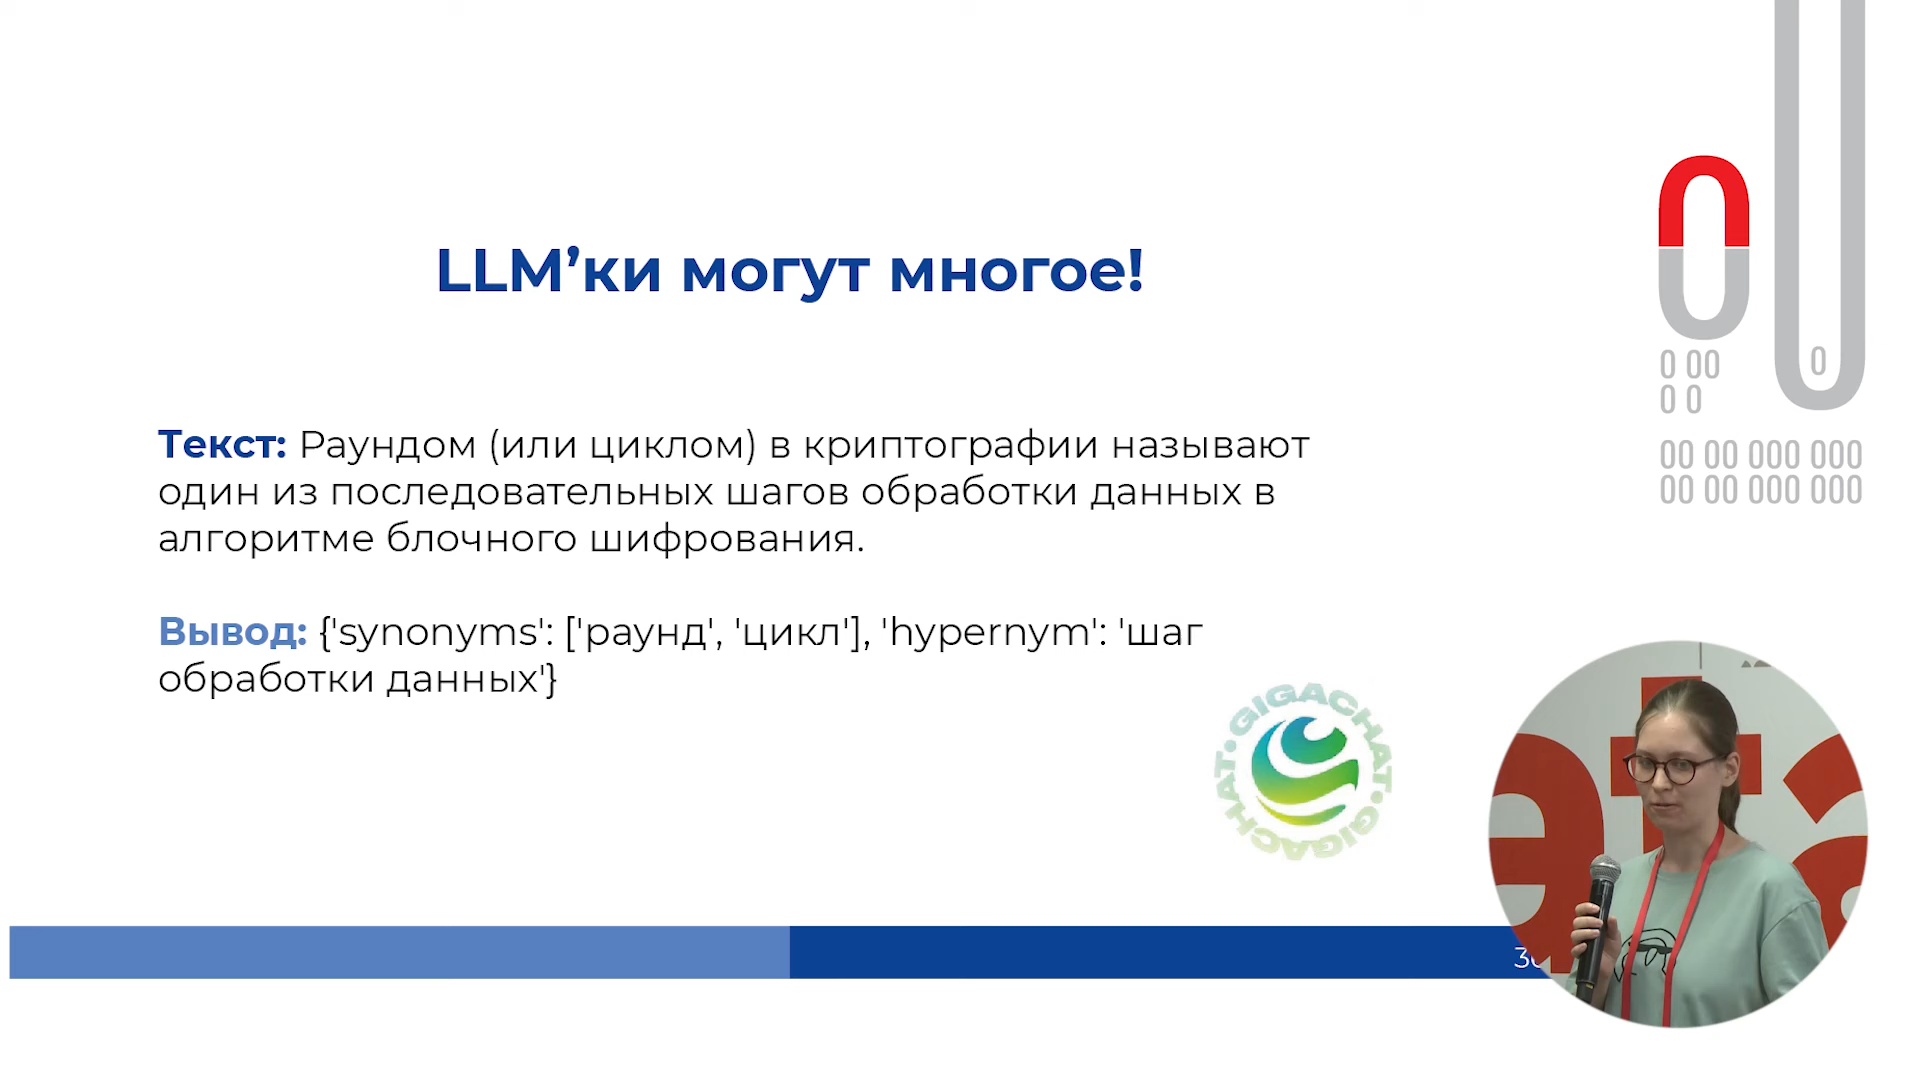 LLM’ки могут многое!
Текст: Раундом (или циклом) в криптографии называют
один из последовательных шагов обработки данных в
алгоритме блочного шифрования.
Вывод: {'synonyms': ['раунд', 'цикл'], 'hypernym': 'шаг
обработки данных'}
GIGACHAT•GIGACHAT•
0 00
0 0
0
00 00 000 000
00 00 000 000